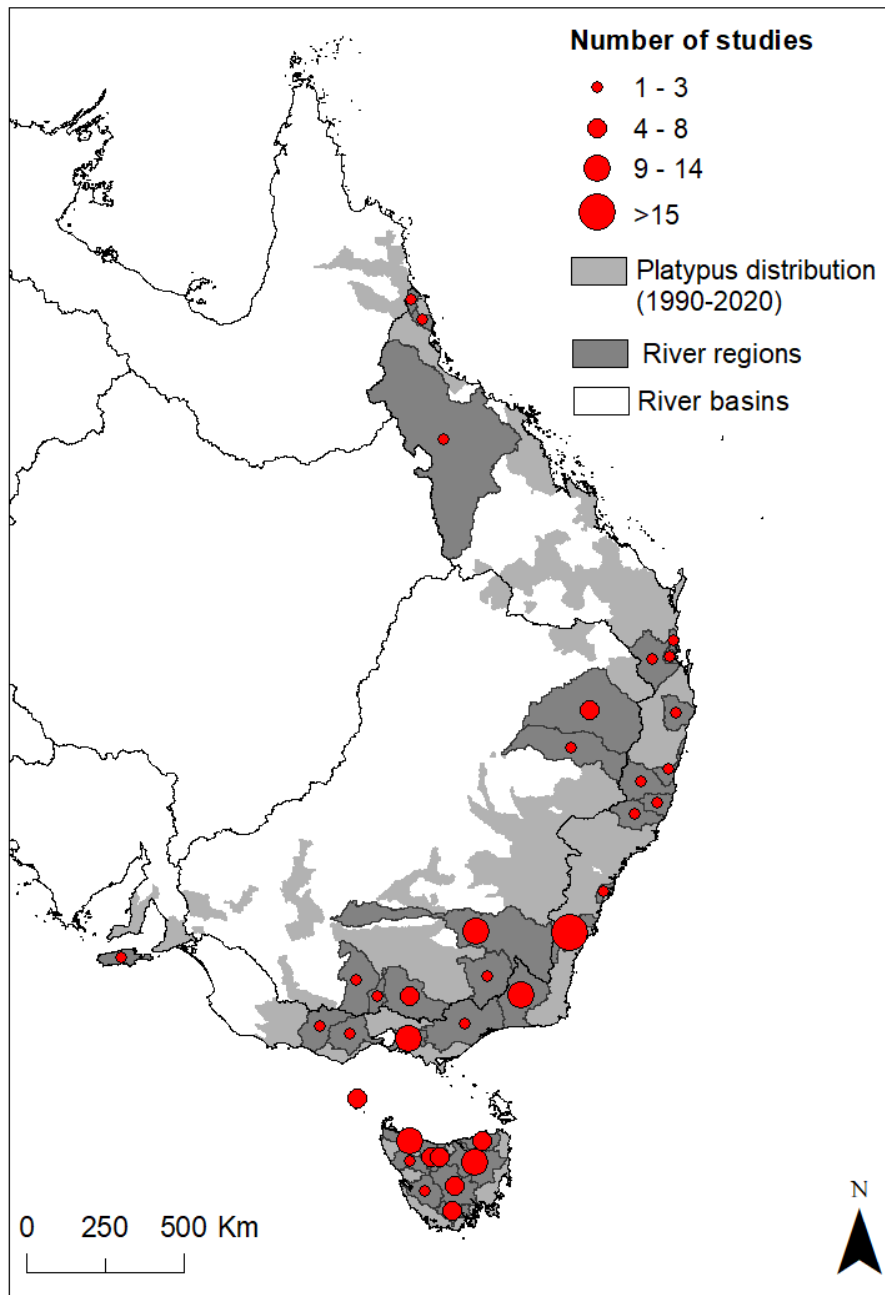 Number of studies
1 - 3
4 - 8
9 - 14
>15
Platypus distribution
(1990-2020)
River regions
River basins
N
0 250 500 Km